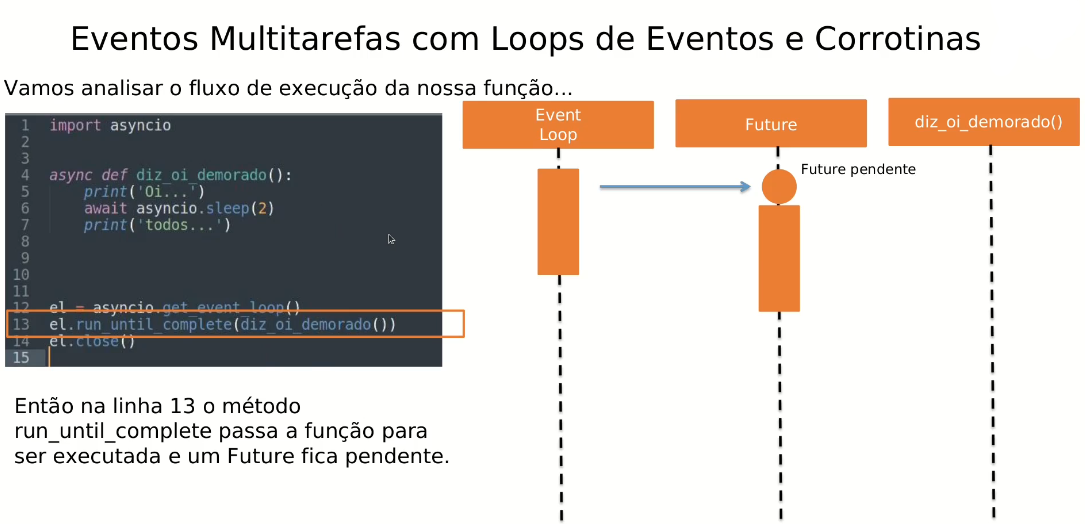 Eventos Multitarefas com Loops de Eventos e Corrotinas
Vamos analisar o fluxo de execução da nossa função...
1 import asyncio
2
3
4 async def diz_oi_demorado():
5     print('Oi...')
6     await asyncio.sleep(2)
7     print('todos...')
8
9
10
11
12 el = asyncio.get_event_loop()
13 el.run_until_complete(diz_oi_demorado())
14 el.close()
15
Event
Loop
Future
diz_oi_demorado()
Future pendente
Então na linha 13 o método
run_until_complete passa a função para
ser executada e um Future fica pendente.